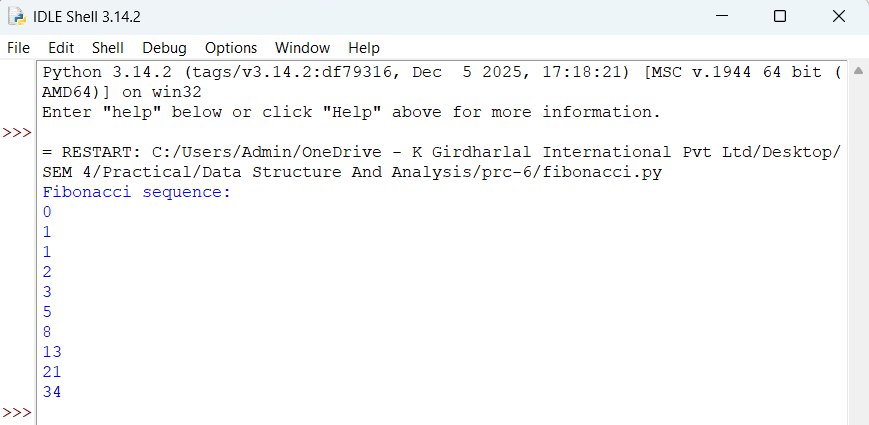 IDLE Shell 3.14.2
File Edit Shell Debug Options Window Help
Python 3.14.2 (tags/v3.14.2:df79316, Dec  5 2025, 17:18:21) [MSC v.1944 64 bit (
AMD64)] on win32
Enter "help" below or click "Help" above for more information.
>>>
= RESTART: C:/Users/Admin/OneDrive - K Girdharlal International Pvt Ltd/Desktop/
SEM 4/Practical/Data Structure And Analysis/prc-6/fibonacci.py
Fibonacci sequence:
0
1
1
2
3
5
8
13
21
34
>>>